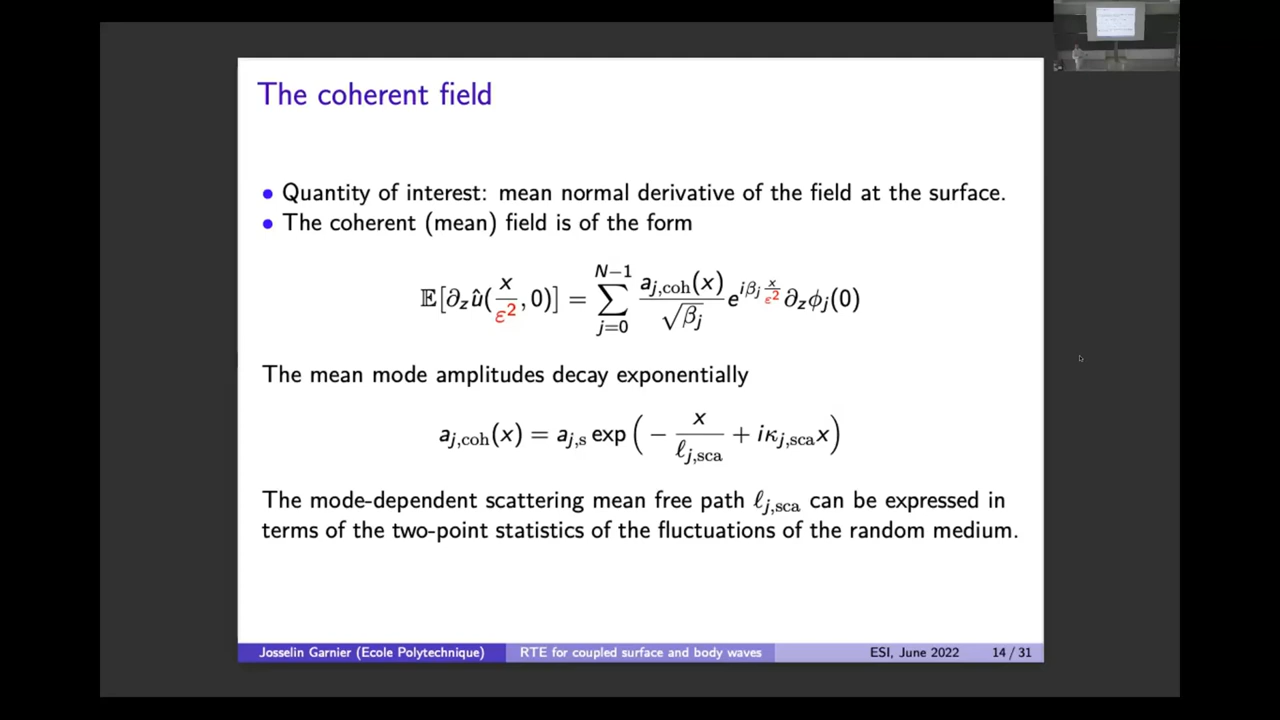 The coherent field
• Quantity of interest: mean normal derivative of the field at the surface.
• The coherent (mean) field is of the form
𝔼[∂_z û(x/ε², 0)] = ∑_{j=0}^{N−1} a_{j,coh}(x)/√β_j e^{iβ_j x/ε²} ∂_z ϕ_j(0)
The mean mode amplitudes decay exponentially
a_{j,coh}(x) = a_{j,s} exp ( − x/ℓ_{j,sca} + iκ_{j,sca} x )
The mode-dependent scattering mean free path ℓ_{j,sca} can be expressed in
terms of the two-point statistics of the fluctuations of the random medium.
Josselin Garnier (Ecole Polytechnique) RTE for coupled surface and body waves ESI, June 2022 14 / 31